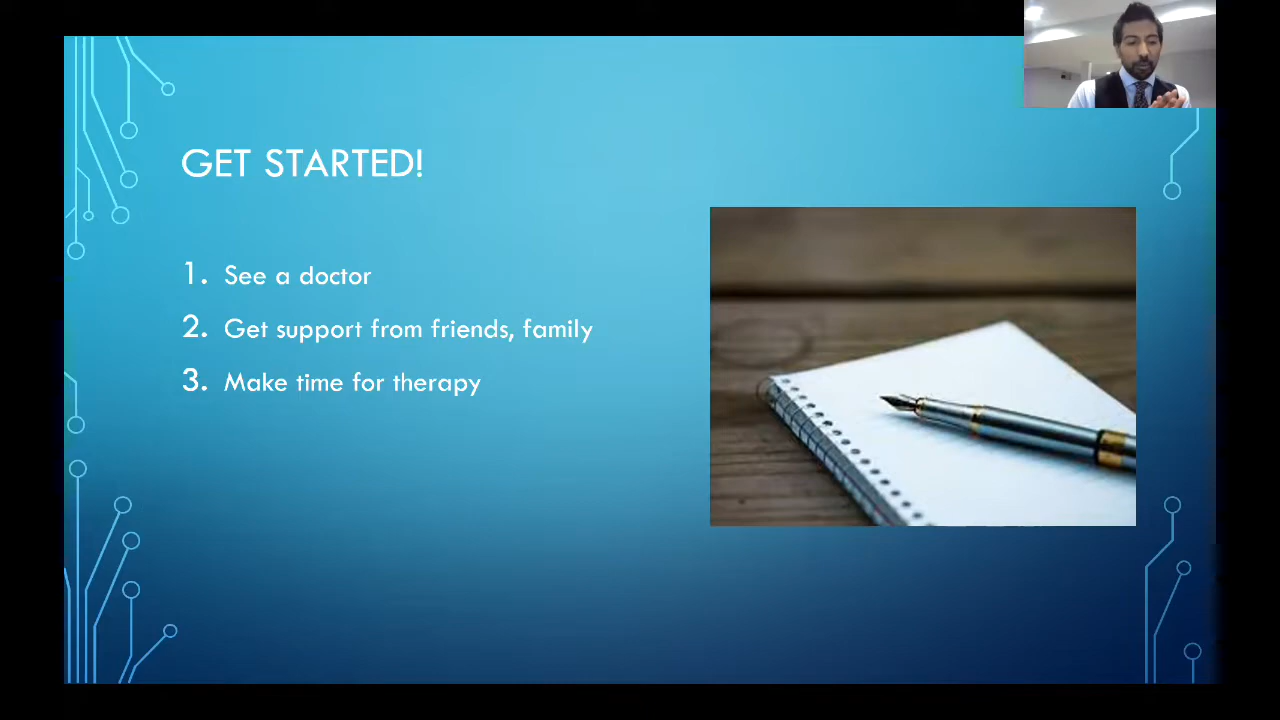 GET STARTED!
1. See a doctor
2. Get support from friends, family
3. Make time for therapy